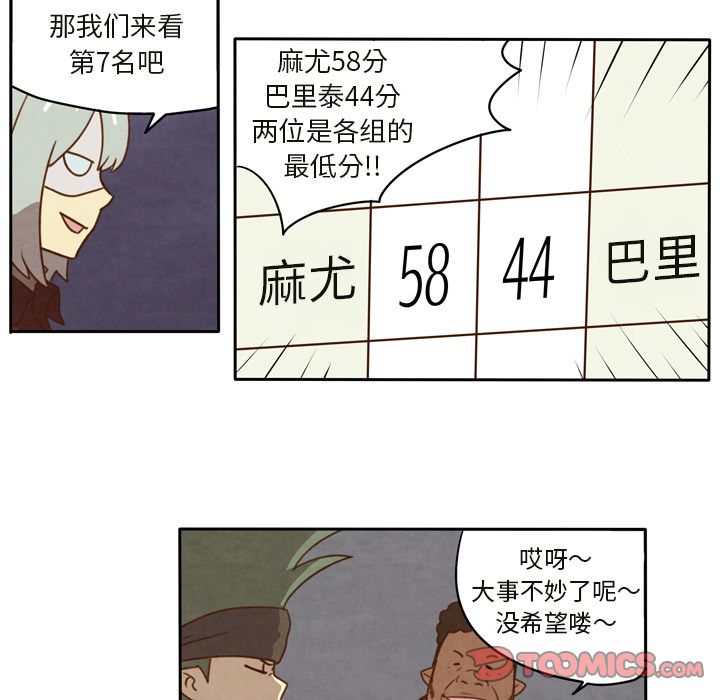 那我们来看
第7名吧
麻尤58分
巴里泰44分
两位是各组的
最低分!!
麻尤 58 44 巴里
哎呀～
大事不妙了呢～
没希望喽～
TOOMICS.COM